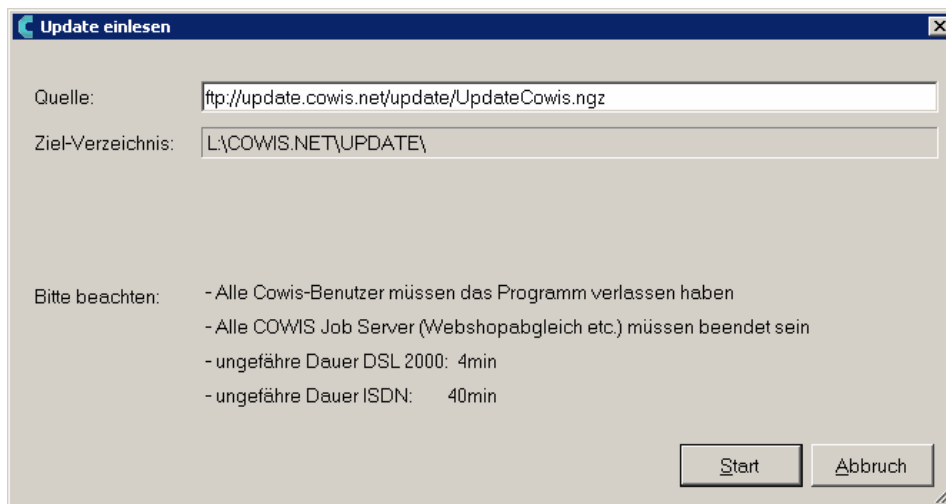 Update einlesen
Quelle: ftp://update.cowis.net/update/UpdateCowis.ngz
Ziel-Verzeichnis: L:\COWIS.NET\UPDATE\
Bitte beachten: - Alle Cowis-Benutzer müssen das Programm verlassen haben
- Alle COWIS Job Server (Webshopabgleich etc.) müssen beendet sein
- ungefähre Dauer DSL 2000: 4min
- ungefähre Dauer ISDN: 40min
Start Abbruch